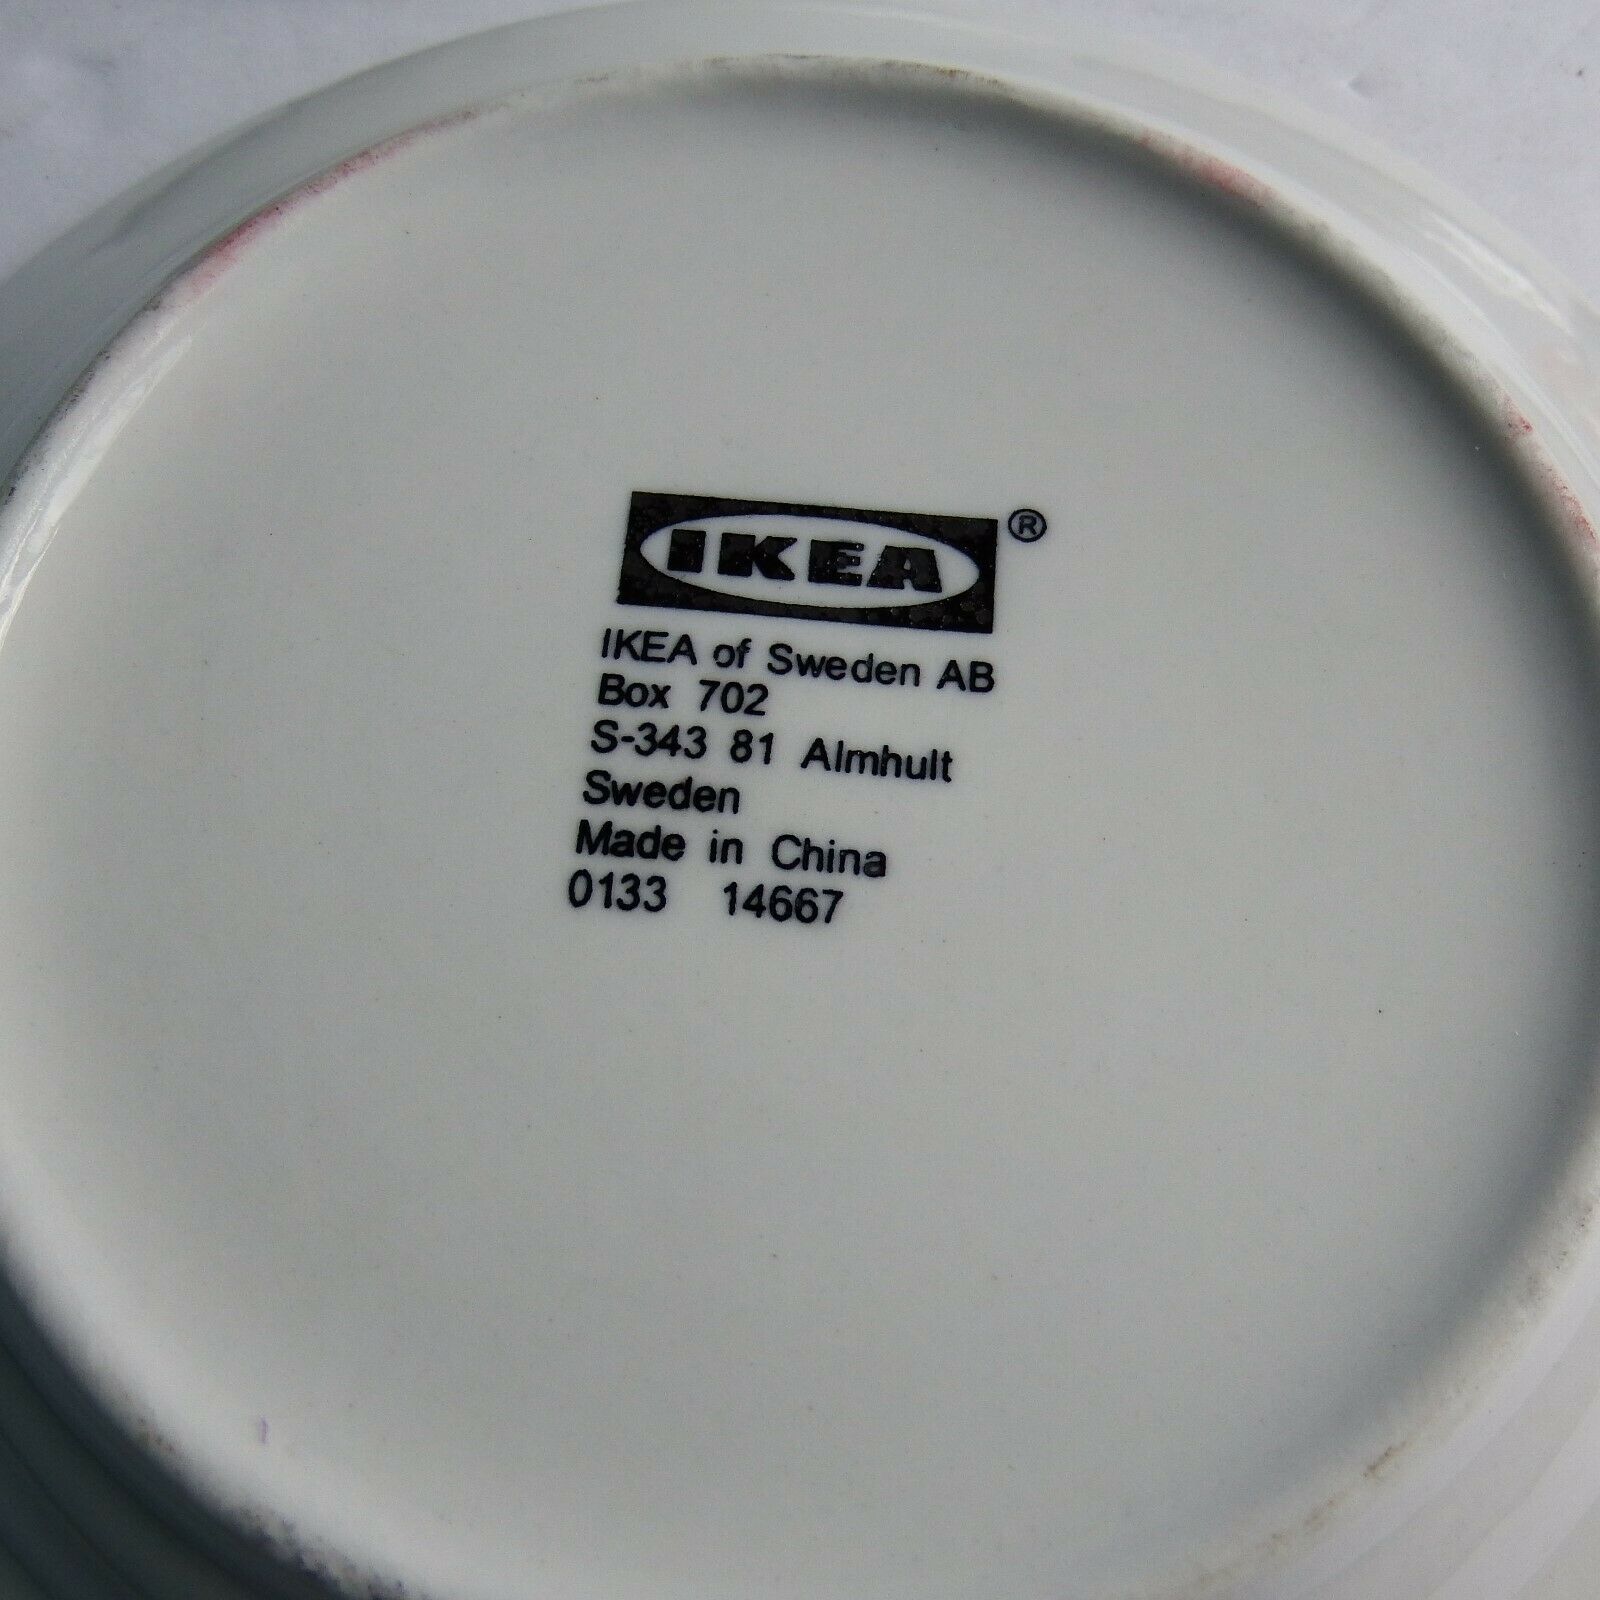 IKEA ®
IKEA of Sweden AB
Box 702
S-343 81 Almhult
Sweden
Made in China
0133 14667